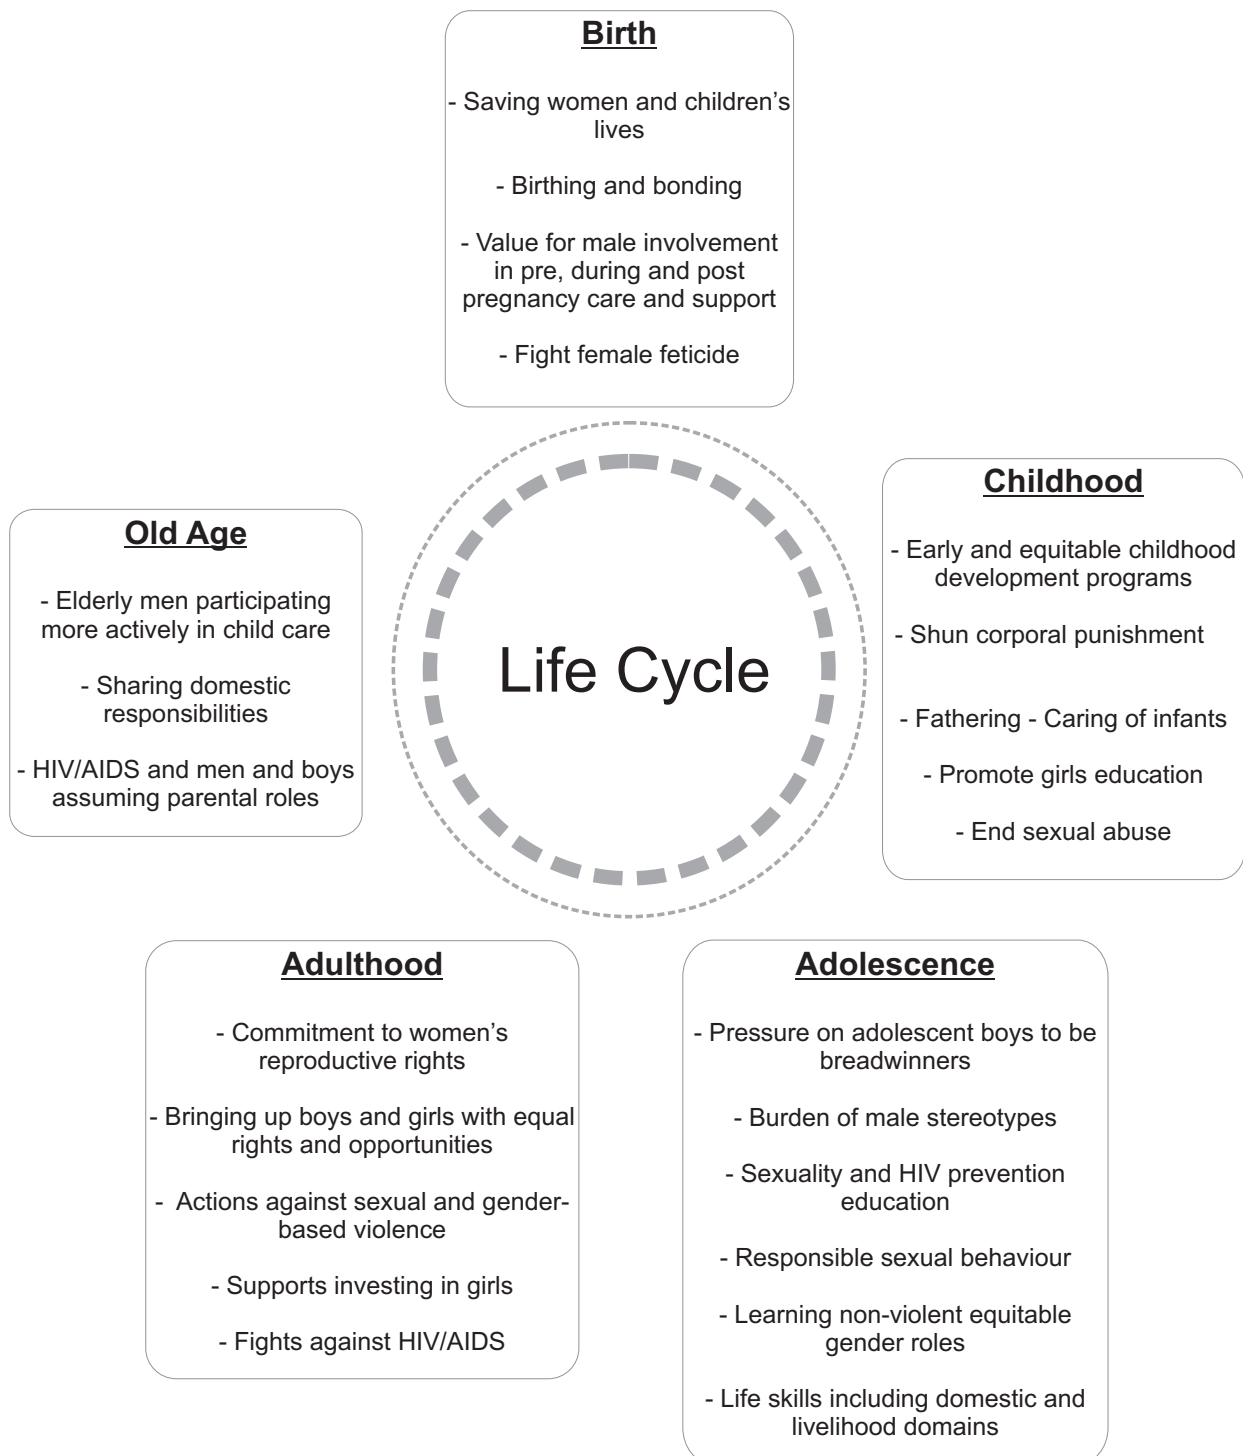 Birth
- Saving women and children’s
lives
- Birthing and bonding
- Value for male involvement
in pre, during and post
pregnancy care and support
- Fight female feticide
Childhood
- Early and equitable childhood
development programs
- Shun corporal punishment
- Fathering - Caring of infants
- Promote girls education
- End sexual abuse
Old Age
- Elderly men participating
more actively in child care
- Sharing domestic
responsibilities
- HIV/AIDS and men and boys
assuming parental roles
Life Cycle
Adulthood
- Commitment to women’s
reproductive rights
- Bringing up boys and girls with equal
rights and opportunities
- Actions against sexual and gender-
based violence
- Supports investing in girls
- Fights against HIV/AIDS
Adolescence
- Pressure on adolescent boys to be
breadwinners
- Burden of male stereotypes
- Sexuality and HIV prevention
education
- Responsible sexual behaviour
- Learning non-violent equitable
gender roles
- Life skills including domestic and
livelihood domains